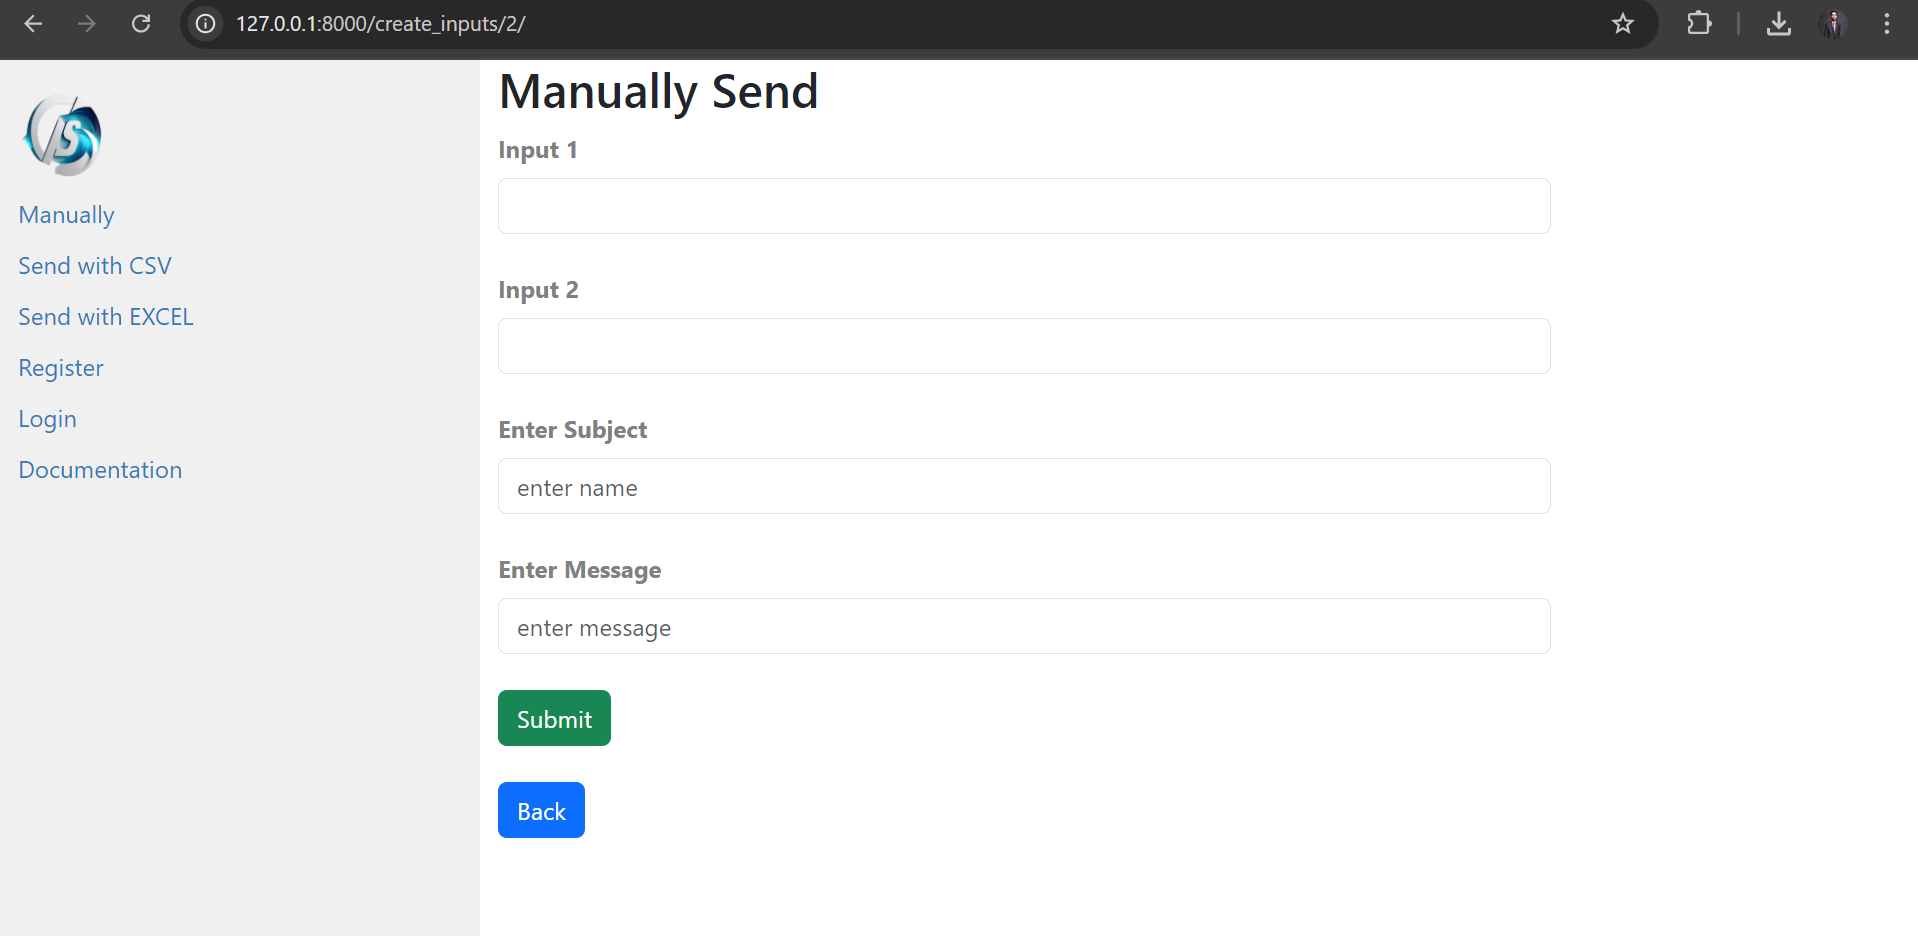 127.0.0.1:8000/create_inputs/2/
Manually
Send with CSV
Send with EXCEL
Register
Login
Documentation
Manually Send
Input 1
Input 2
Enter Subject
enter name
Enter Message
enter message
Submit
Back